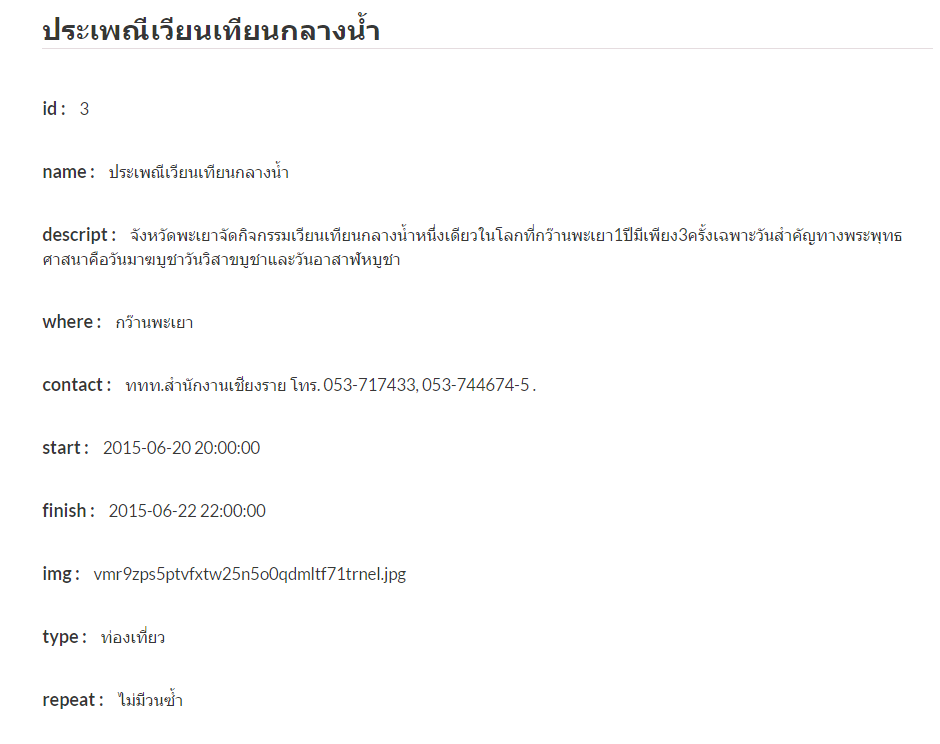 ประเพณีเวียนเทียนกลางน้ำ
id : 3
name : ประเพณีเวียนเทียนกลางน้ำ
descript : จังหวัดพะเยาจัดกิจกรรมเวียนเทียนกลางน้ำหนึ่งเดียวในโลกที่กว๊านพะเยา1ปีมีเพียง3ครั้งเฉพาะวันสำคัญทางพระพุทธ
ศาสนาคือวันมาฆบูชาวันวิสาขบูชาและวันอาสาฬหบูชา
where : กว๊านพะเยา
contact : ททท.สำนักงานเชียงราย โทร. 053-717433, 053-744674-5 .
start : 2015-06-20 20:00:00
finish : 2015-06-22 22:00:00
img : vmr9zps5ptvfxtw25n5o0qdmltf71trnel.jpg
type : ท่องเที่ยว
repeat : ไม่มีวนซ้ำ